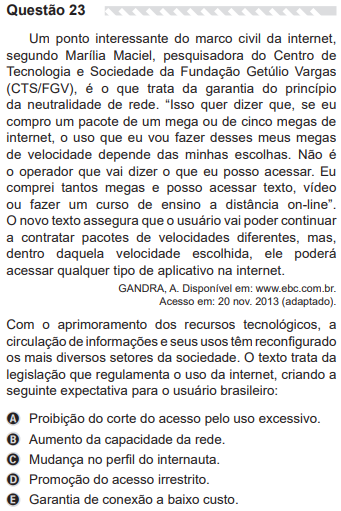 Questão 23
Um ponto interessante do marco civil da internet,
segundo Marília Maciel, pesquisadora do Centro de
Tecnologia e Sociedade da Fundação Getúlio Vargas
(CTS/FGV), é o que trata da garantia do princípio
da neutralidade de rede. “Isso quer dizer que, se eu
compro um pacote de um mega ou de cinco megas de
internet, o uso que eu vou fazer desses meus megas
de velocidade depende das minhas escolhas. Não é
o operador que vai dizer o que eu posso acessar. Eu
comprei tantos megas e posso acessar texto, vídeo
ou fazer um curso de ensino a distância on-line”.
O novo texto assegura que o usuário vai poder continuar
a contratar pacotes de velocidades diferentes, mas,
dentro daquela velocidade escolhida, ele poderá
acessar qualquer tipo de aplicativo na internet.
GANDRA, A. Disponível em: www.ebc.com.br.
Acesso em: 20 nov. 2013 (adaptado).
Com o aprimoramento dos recursos tecnológicos, a
circulação de informações e seus usos têm reconfigurado
os mais diversos setores da sociedade. O texto trata da
legislação que regulamenta o uso da internet, criando a
seguinte expectativa para o usuário brasileiro:
A Proibição do corte do acesso pelo uso excessivo.
B Aumento da capacidade da rede.
C Mudança no perfil do internauta.
D Promoção do acesso irrestrito.
E Garantia de conexão a baixo custo.